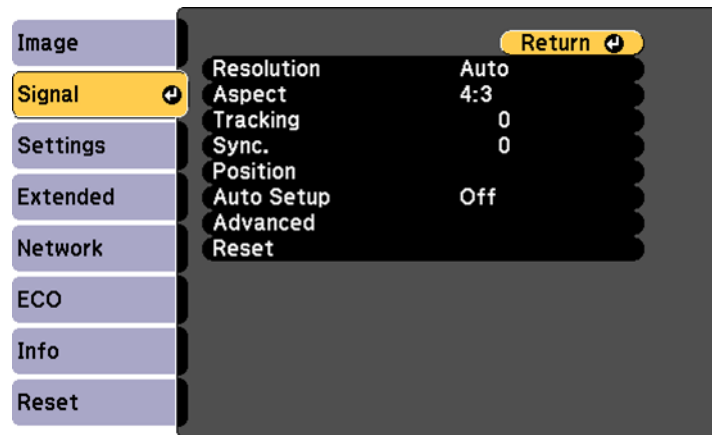 Image
Signal
Settings
Extended
Network
ECO
Info
Reset
Return
Resolution Auto
Aspect 4:3
Tracking 0
Sync. 0
Position
Auto Setup Off
Advanced
Reset